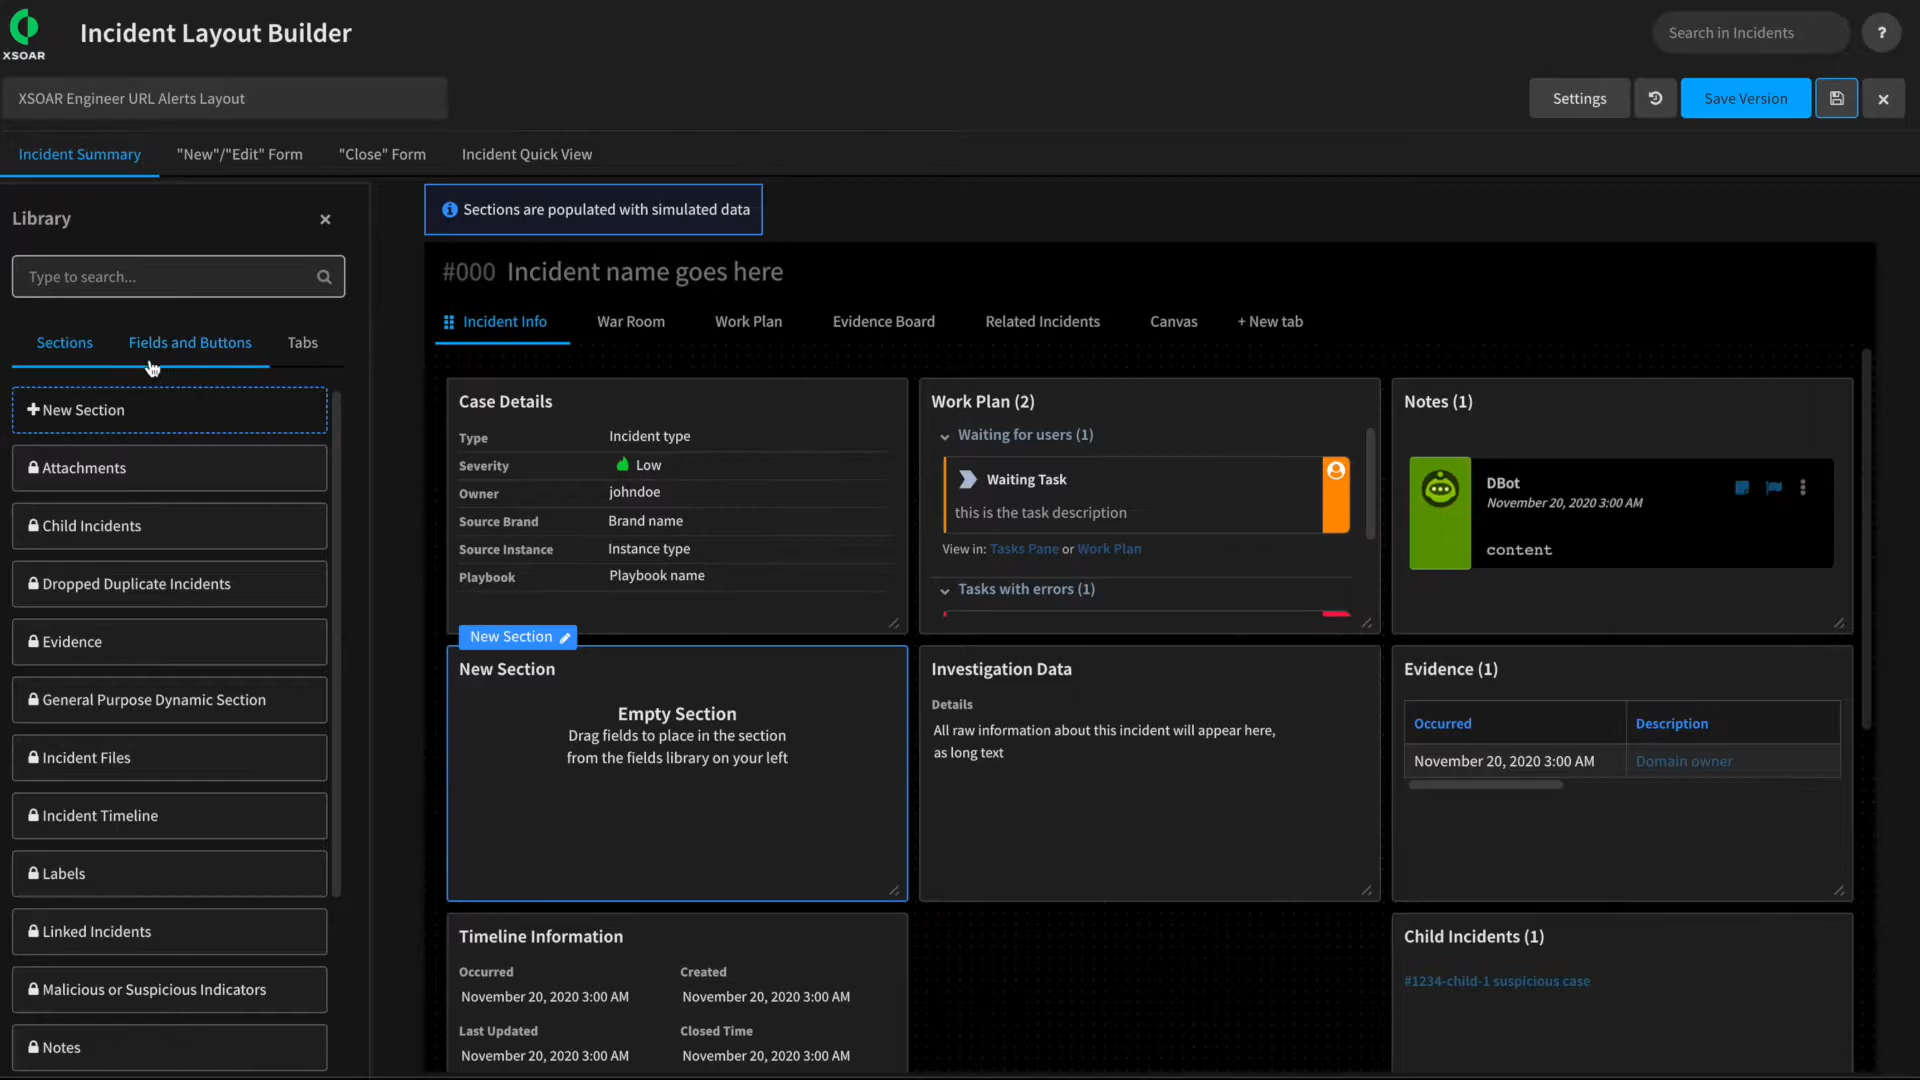 XSOAR
Incident Layout Builder
Search in Incidents
?
XSOAR Engineer URL Alerts Layout
Settings
Save Version
Incident Summary
"New"/"Edit" Form
"Close" Form
Incident Quick View
Library
Type to search...
Sections
Fields and Buttons
Tabs
+ New Section
Attachments
Child Incidents
Dropped Duplicate Incidents
Evidence
General Purpose Dynamic Section
Incident Files
Incident Timeline
Labels
Linked Incidents
Malicious or Suspicious Indicators
Notes
Sections are populated with simulated data
#000 Incident name goes here
Incident Info
War Room
Work Plan
Evidence Board
Related Incidents
Canvas
+ New tab
Case Details
Type Incident type
Severity Low
Owner johndoe
Source Brand Brand name
Source Instance Instance type
Playbook Playbook name
Work Plan (2)
Waiting for users (1)
Waiting Task
this is the task description
View in: Tasks Pane or Work Plan
Tasks with errors (1)
Notes (1)
DBot
November 20, 2020 3:00 AM
content
New Section
New Section
Empty Section
Drag fields to place in the section
from the fields library on your left
Investigation Data
Details
All raw information about this incident will appear here,
as long text
Evidence (1)
Occurred Description
November 20, 2020 3:00 AM Domain owner
Timeline Information
Occurred Created
November 20, 2020 3:00 AM November 20, 2020 3:00 AM
Last Updated Closed Time
November 20, 2020 3:00 AM November 20, 2020 3:00 AM
Child Incidents (1)
#1234-child-1 suspicious case